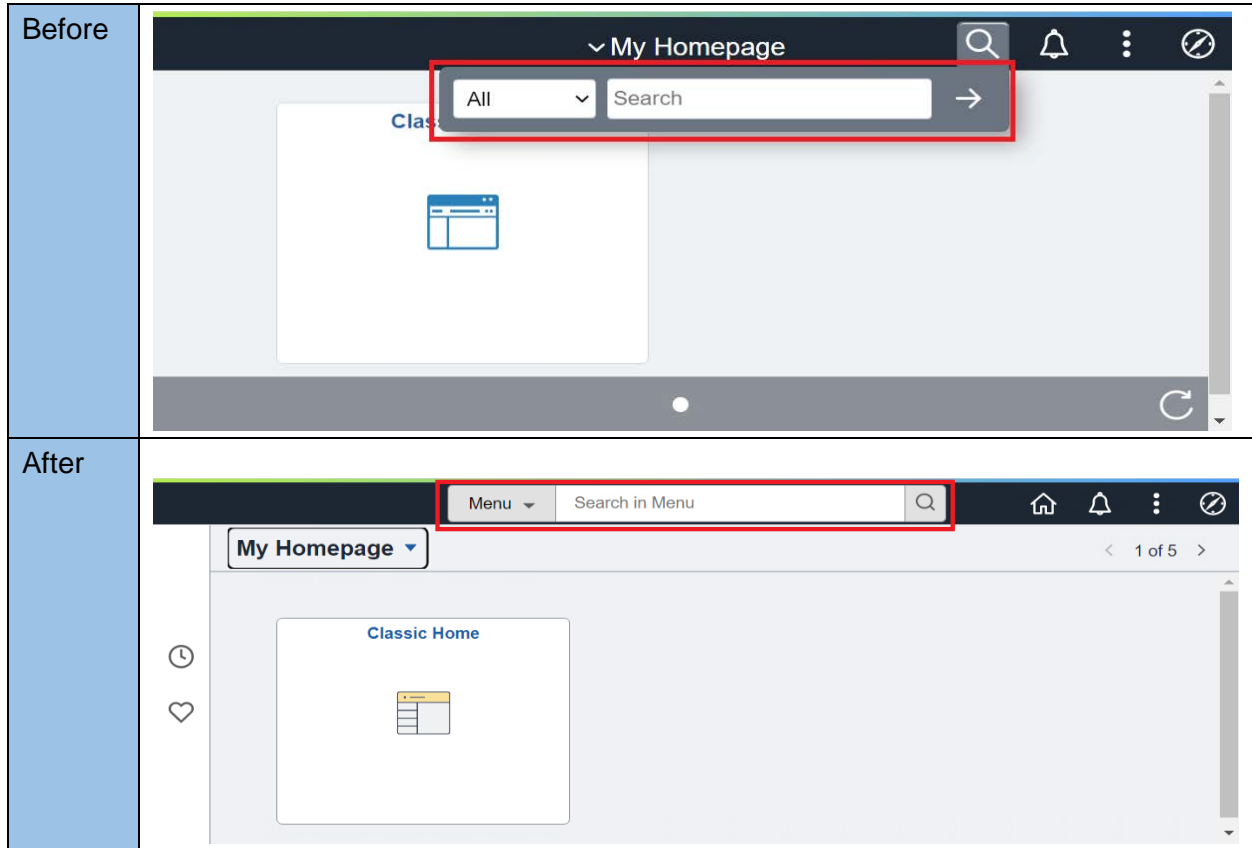 Before
My Homepage
All
Search
Clas
After
Menu
Search in Menu
My Homepage
1 of 5
Classic Home